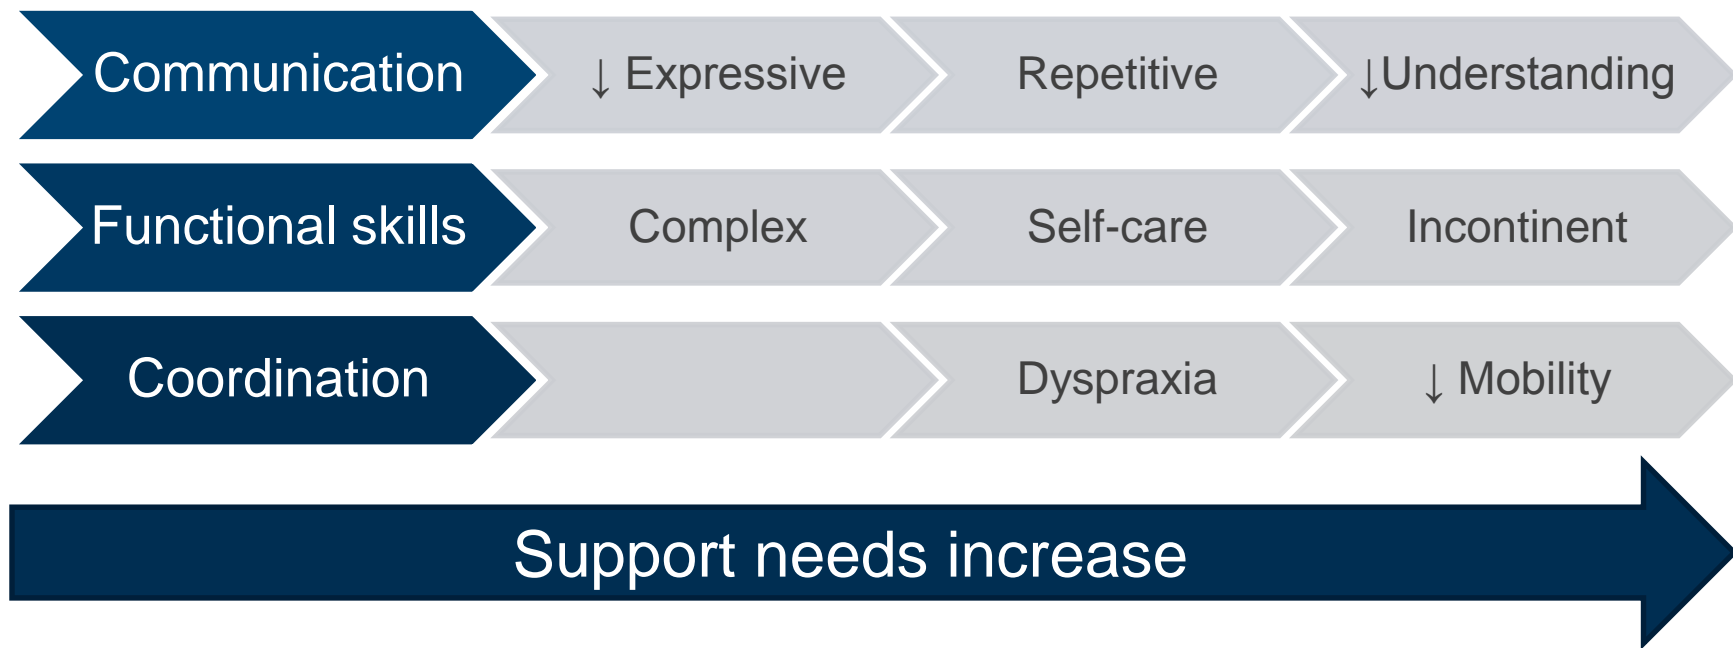 Communication
↓ Expressive
Repetitive
↓Understanding
Functional skills
Complex
Self-care
Incontinent
Coordination
Dyspraxia
↓ Mobility
Support needs increase